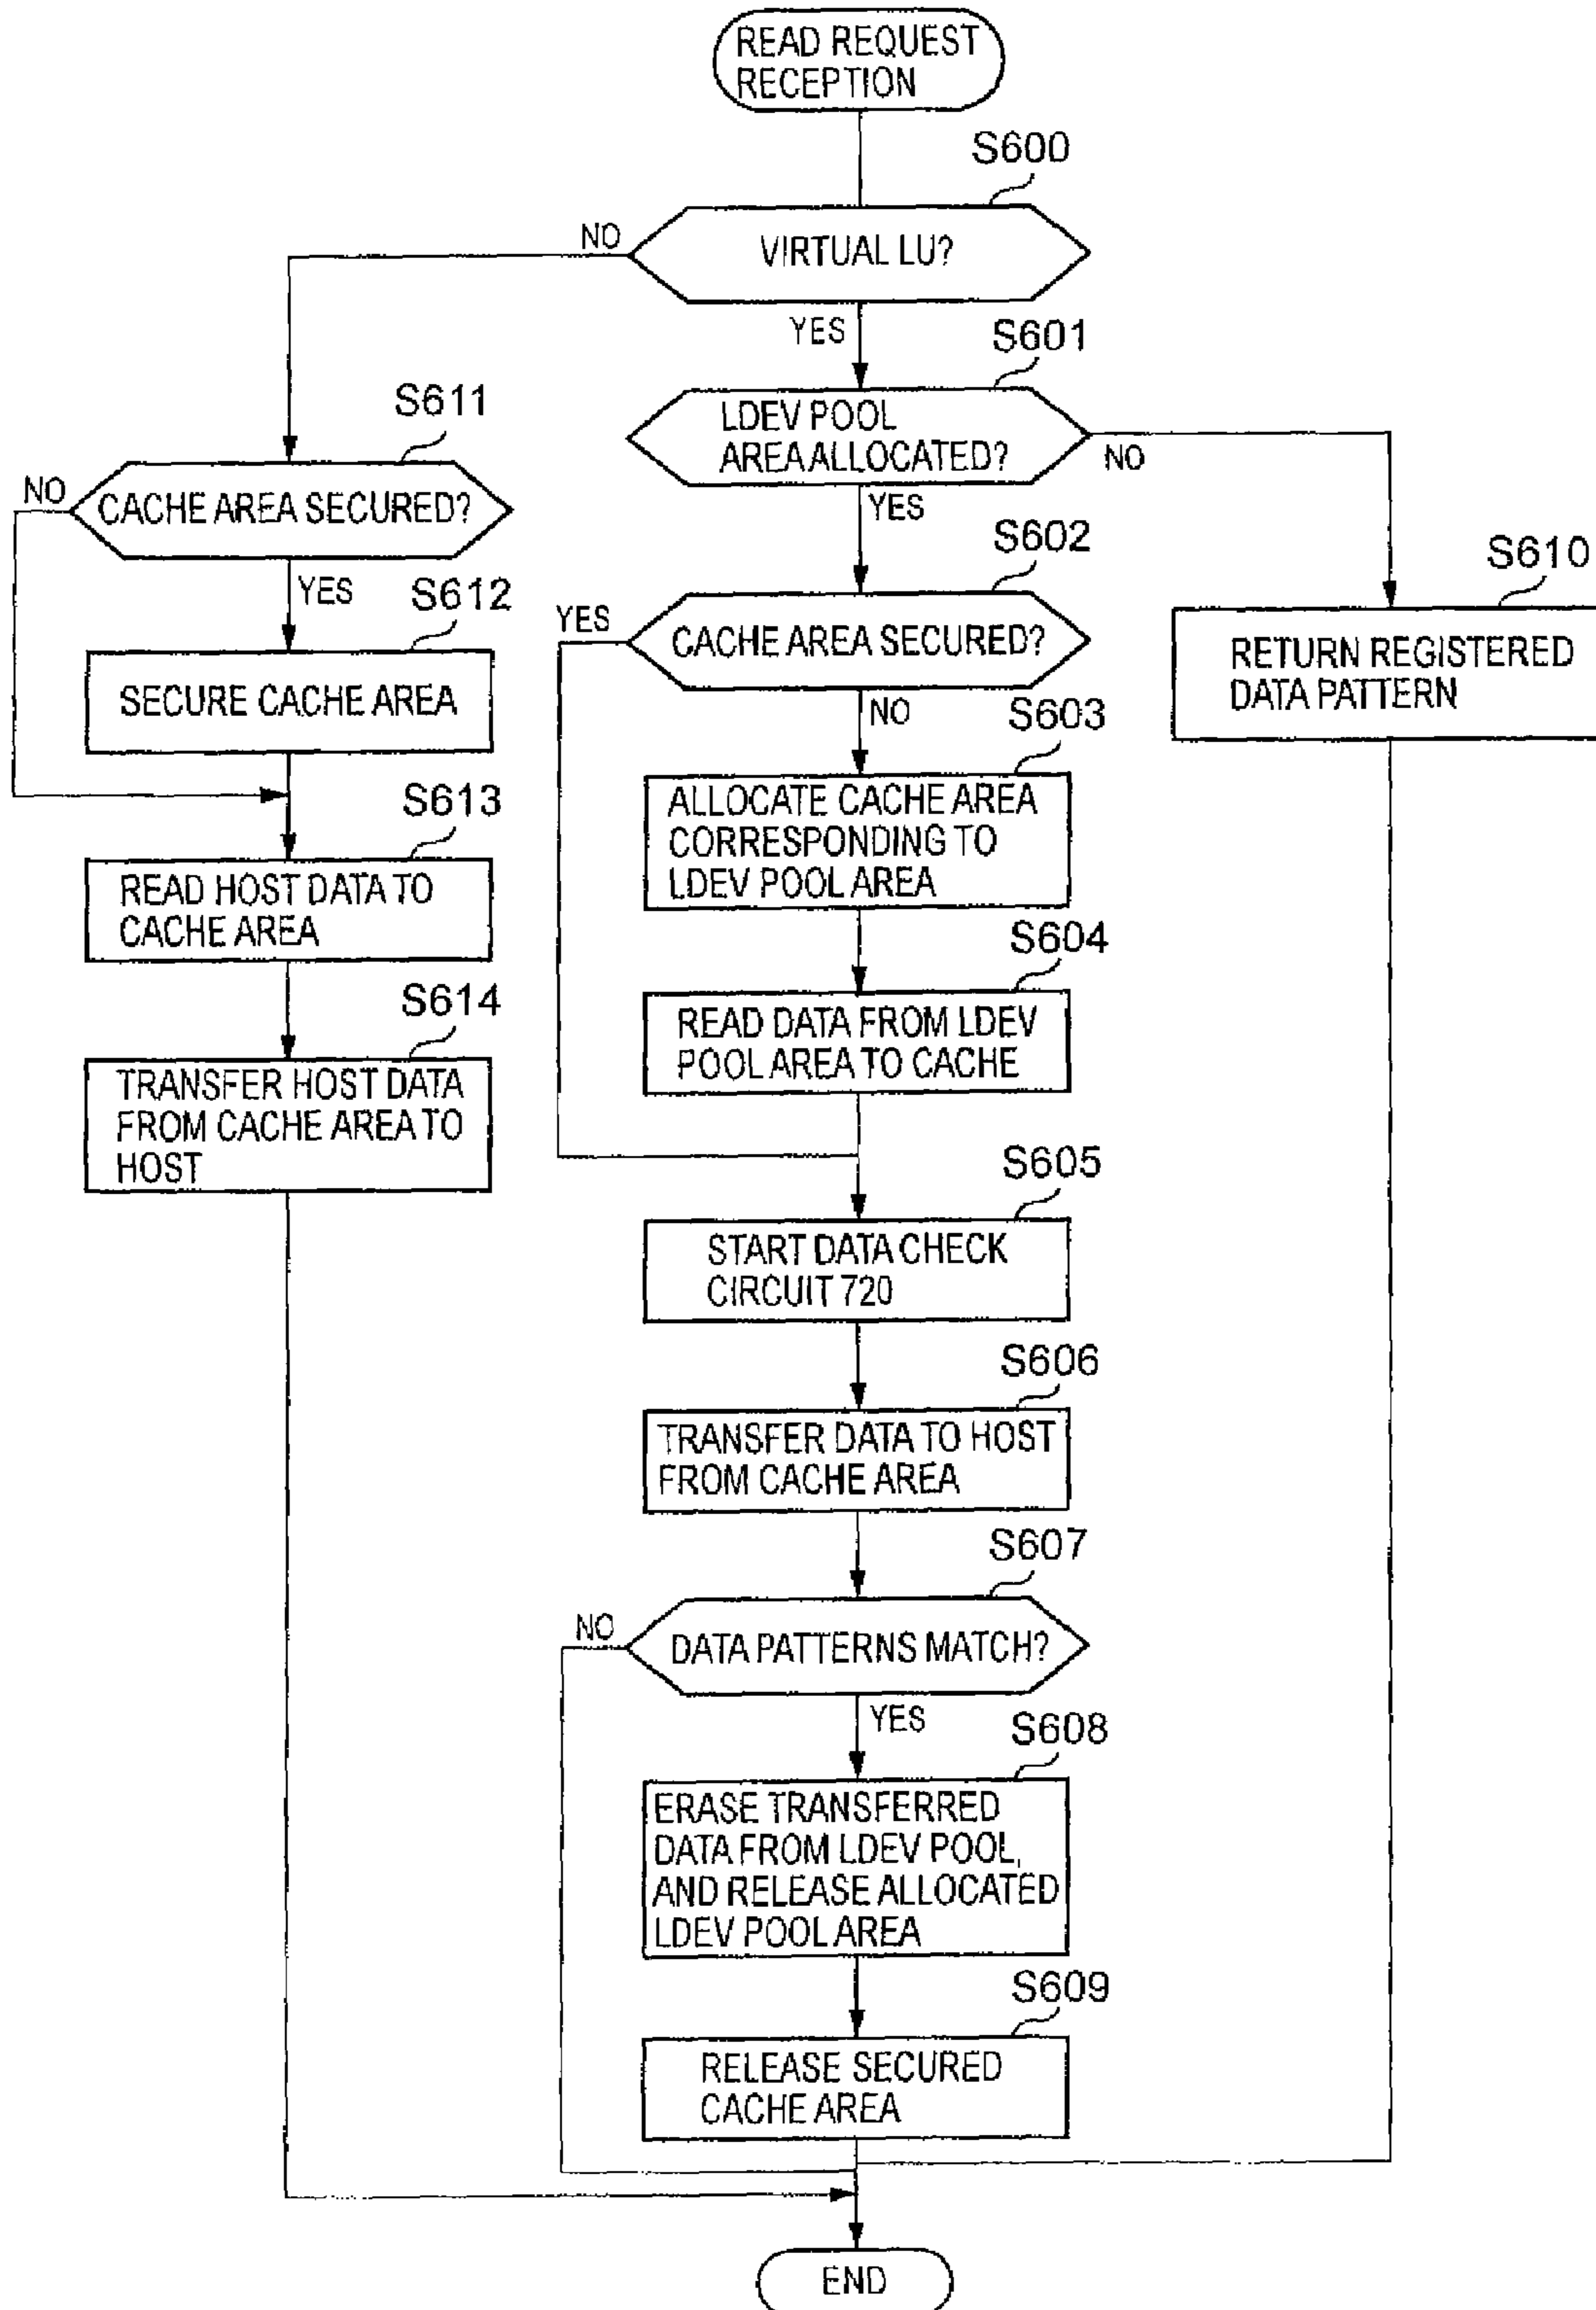 READ REQUEST
RECEPTION
S600
NO
VIRTUAL LU?
YES
S601
LDEV POOL
AREA ALLOCATED?
NO
YES
S611
NO
CACHE AREA SECURED?
YES
S612
SECURE CACHE AREA
S602
YES
CACHE AREA SECURED?
NO
S610
RETURN REGISTERED
DATA PATTERN
S603
ALLOCATE CACHE AREA
CORRESPONDING TO
LDEV POOL AREA
S613
READ HOST DATA TO
CACHE AREA
S604
READ DATA FROM LDEV
POOL AREA TO CACHE
S614
TRANSFER HOST DATA
FROM CACHE AREA TO
HOST
S605
START DATA CHECK
CIRCUIT 720
S606
TRANSFER DATA TO HOST
FROM CACHE AREA
S607
NO
DATA PATTERNS MATCH?
YES
S608
ERASE TRANSFERRED
DATA FROM LDEV POOL,
AND RELEASE ALLOCATED
LDEV POOL AREA
S609
RELEASE SECURED
CACHE AREA
END